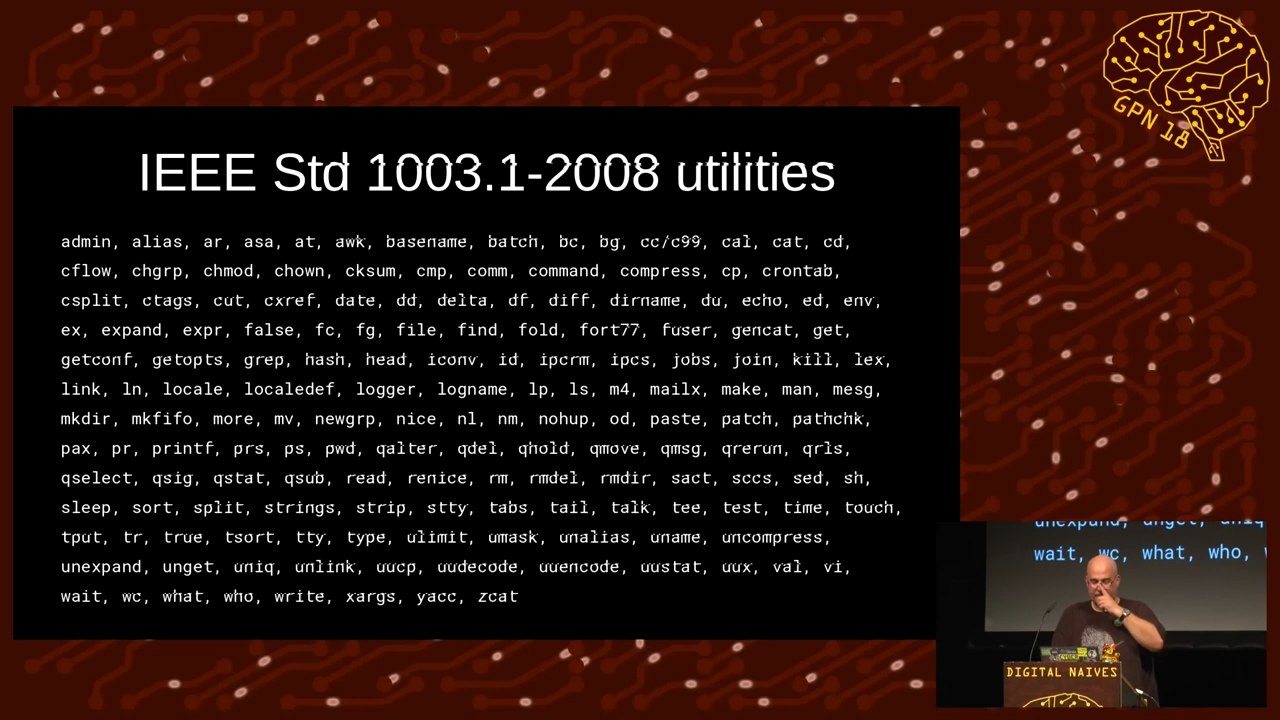 GPN 18
IEEE Std 1003.1-2008 utilities
admin, alias, ar, asa, at, awk, basename, batch, bc, bg, cc/c99, cal, cat, cd,
cflow, chgrp, chmod, chown, cksum, cmp, comm, command, compress, cp, crontab,
csplit, ctags, cut, cxref, date, dd, delta, df, diff, dirname, du, echo, ed, env,
ex, expand, expr, false, fc, fg, file, find, fold, fort77, fuser, gencat, get,
getconf, getopts, grep, hash, head, iconv, id, ipcrm, ipcs, jobs, join, kill, lex,
link, ln, locale, localedef, logger, logname, lp, ls, m4, mailx, make, man, mesg,
mkdir, mkfifo, more, mv, newgrp, nice, nl, nm, nohup, od, paste, patch, pathchk,
pax, pr, printf, prs, ps, pwd, qalter, qdel, qhold, qmove, qmsg, qrerun, qrls,
qselect, qsig, qstat, qsub, read, renice, rm, rmdel, rmdir, sact, sccs, sed, sh,
sleep, sort, split, strings, strip, stty, tabs, tail, talk, tee, test, time, touch,
tput, tr, true, tsort, tty, type, ulimit, umask, unalias, uname, uncompress,
unexpand, unget, uniq, unlink, uucp, uudecode, uuencode, uustat, uux, val, vi,
wait, wc, what, who, write, xargs, yacc, zcat
unexpand, unget, uniq
wait, wc, what, who,
DIGITAL NAIVES